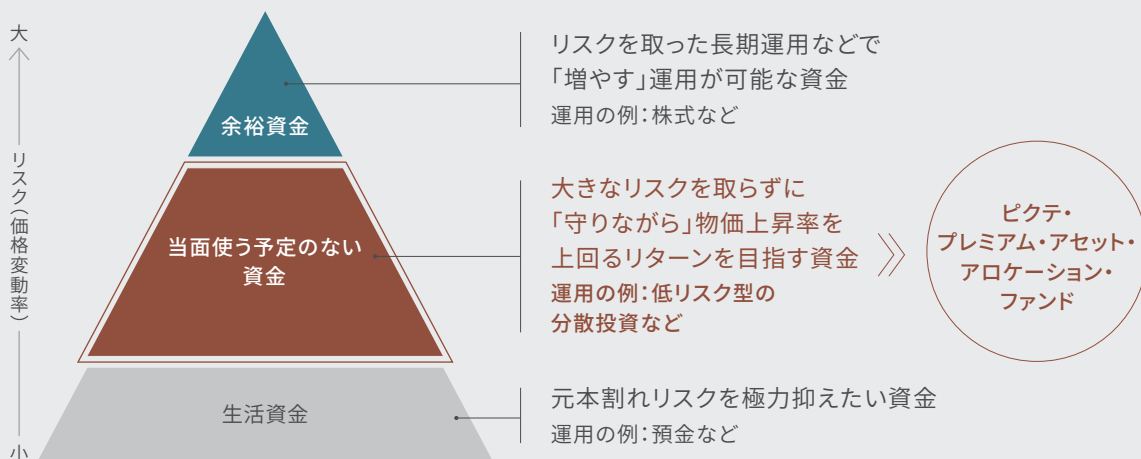 大
リスク(価格変動率)
小
余裕資金
リスクを取った長期運用などで
「増やす」運用が可能な資金
運用の例:株式など
当面使う予定のない
資金
大きなリスクを取らずに
「守りながら」物価上昇率を
上回るリターンを目指す資金
運用の例:低リスク型の
分散投資など
ピクテ・
プレミアム・アセット・
アロケーション・
ファンド
生活資金
元本割れリスクを極力抑えたい資金
運用の例:預金など